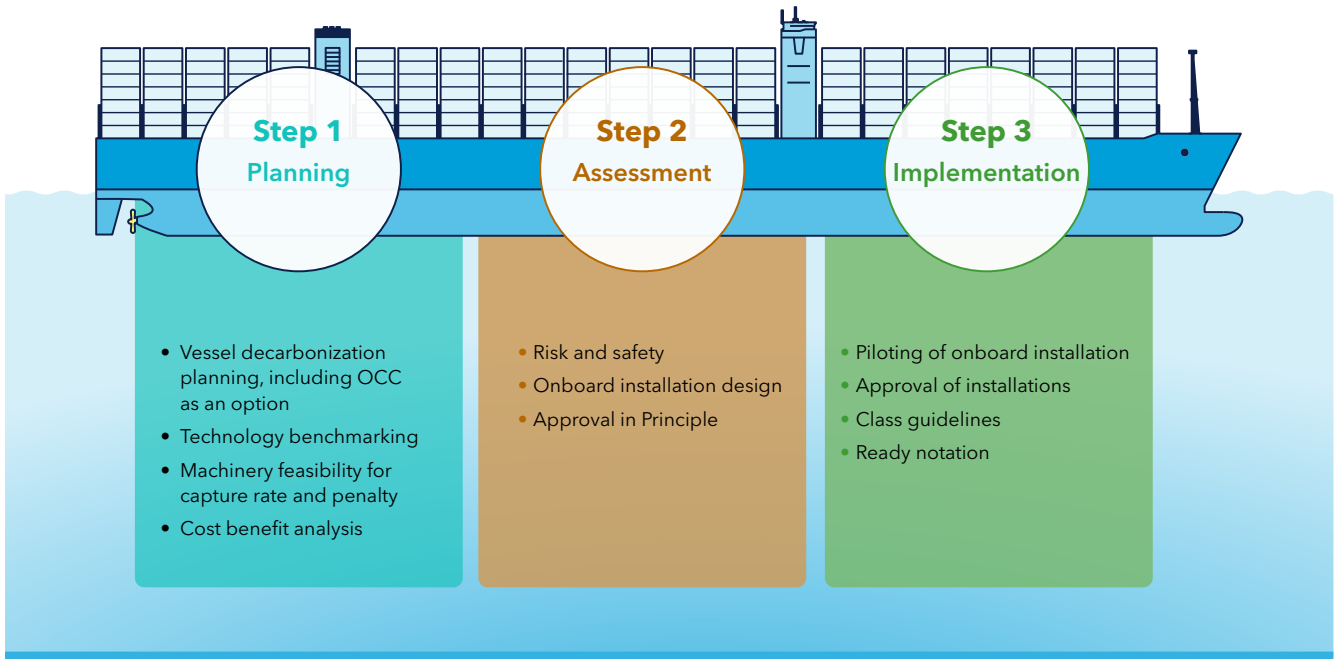 Step 1
Planning
• Vessel decarbonization
planning, including OCC
as an option
• Technology benchmarking
• Machinery feasibility for
capture rate and penalty
• Cost benefit analysis
Step 2
Assessment
• Risk and safety
• Onboard installation design
• Approval in Principle
Step 3
Implementation
• Piloting of onboard installation
• Approval of installations
• Class guidelines
• Ready notation